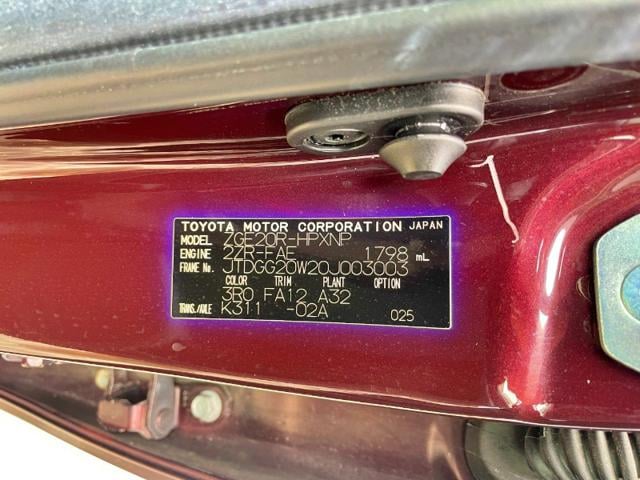 TOYOTA MOTOR CORPORATION JAPAN
MODEL ZGE20R-HPXNP
ENGINE 2ZR-FAE 1798 mL
FRAME No. JTDGG20W20J003003
COLOR TRIM PLANT OPTION
3R0 FA12 A32
TRANS./AXLE K311 -02A 025